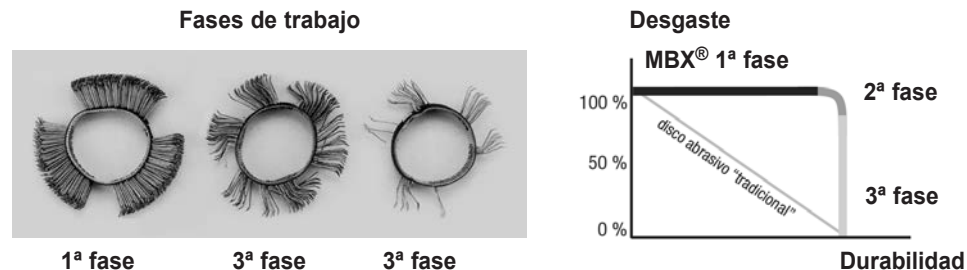 Fases de trabajo
1ª fase
3ª fase
3ª fase
Desgaste
MBX® 1ª fase
2ª fase
100 %
disco abrasivo "tradicional"
50 %
3ª fase
0 %
Durabilidad